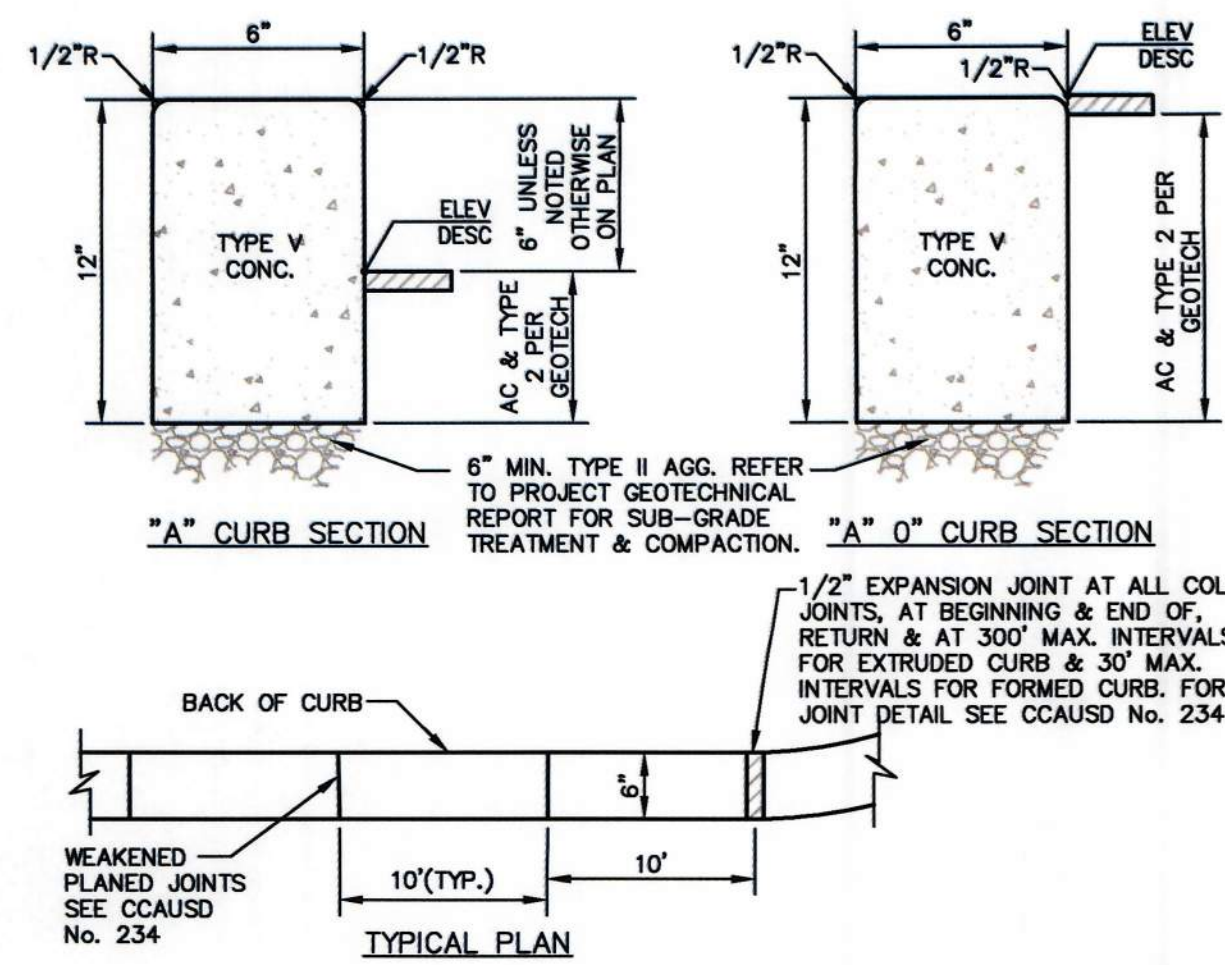 6"
1/2"R
1/2"R
12"
TYPE V
CONC.
ELEV
DESC
6" UNLESS
NOTED
OTHERWISE
ON PLAN
AC & TYPE
2 PER
GEOTECH
6"
1/2"R
1/2"R
ELEV
DESC
12"
TYPE V
CONC.
AC & TYPE 2 PER
GEOTECH
6" MIN. TYPE II AGG. REFER
TO PROJECT GEOTECHNICAL
REPORT FOR SUB-GRADE
TREATMENT & COMPACTION.
"A" CURB SECTION
"A" 0" CURB SECTION
1/2" EXPANSION JOINT AT ALL COL
JOINTS, AT BEGINNING & END OF,
RETURN & AT 300' MAX. INTERVALS
FOR EXTRUDED CURB & 30' MAX.
INTERVALS FOR FORMED CURB. FOR
JOINT DETAIL SEE CCAUSD No. 234
BACK OF CURB
6"
WEAKENED
PLANED JOINTS
SEE CCAUSD
No. 234
10'(TYP.)
10'
TYPICAL PLAN